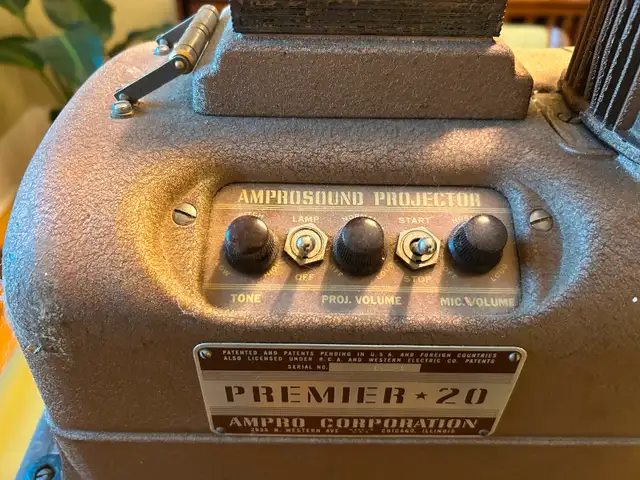 AMPROSOUND PROJECTOR
LAMP START
OFF STOP
TONE PROJ. VOLUME MIC. VOLUME
PATENTED AND PATENTS PENDING IN U.S.A. AND FOREIGN COUNTRIES
ALSO LICENSED UNDER R.C.A. AND WESTERN ELECTRIC CO. PATENTS
SERIAL NO.
PREMIER ★ 20
AMPRO CORPORATION
2835 N. WESTERN AVE. CHICAGO, ILLINOIS